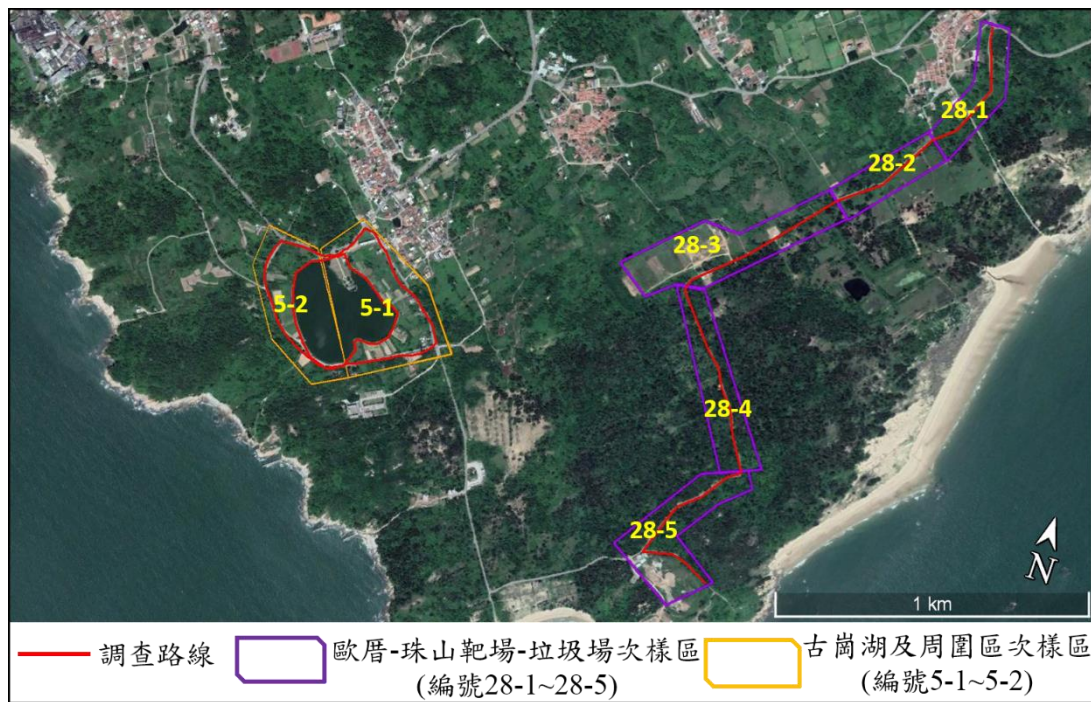 28-1
28-2
28-3
5-2
5-1
28-4
28-5
N
1 km
調查路線
歐厝-珠山靶場-垃圾場次樣區
(編號28-1~28-5)
古崗湖及周圍區次樣區
(編號5-1~5-2)